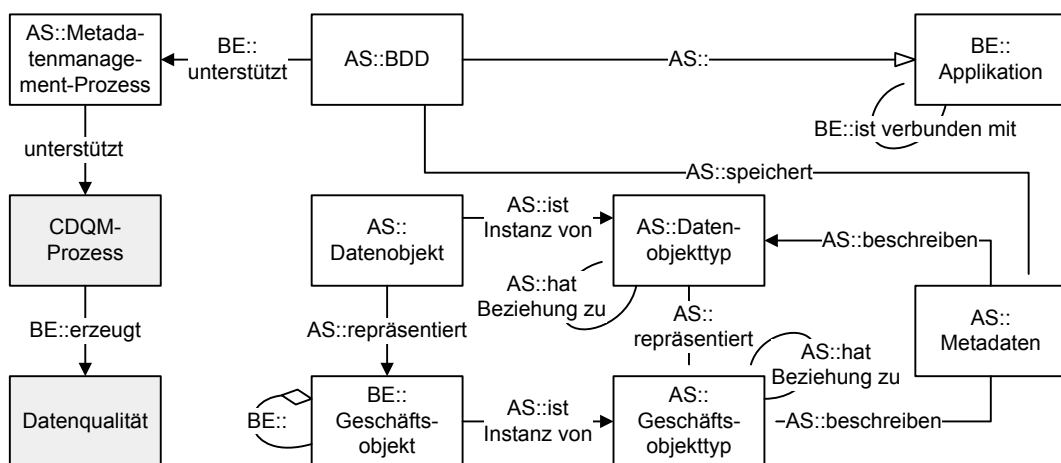 AS::Metada-
tenmanage-
ment-Prozess
BE::
unterstützt
AS::BDD
AS::
BE::
Applikation
BE::ist verbunden mit
unterstützt
AS::speichert
CDQM-
Prozess
AS::
Datenobjekt
AS::ist
Instanz von
AS::Daten-
objekttyp
AS::beschreiben
AS::hat
Beziehung zu
BE::erzeugt
AS::repräsentiert
AS::
repräsentiert
AS::
Metadaten
AS::hat
Beziehung zu
Datenqualität
BE::
BE::
Geschäfts-
objekt
AS::ist
Instanz von
AS::
Geschäfts-
objekttyp
AS::beschreiben